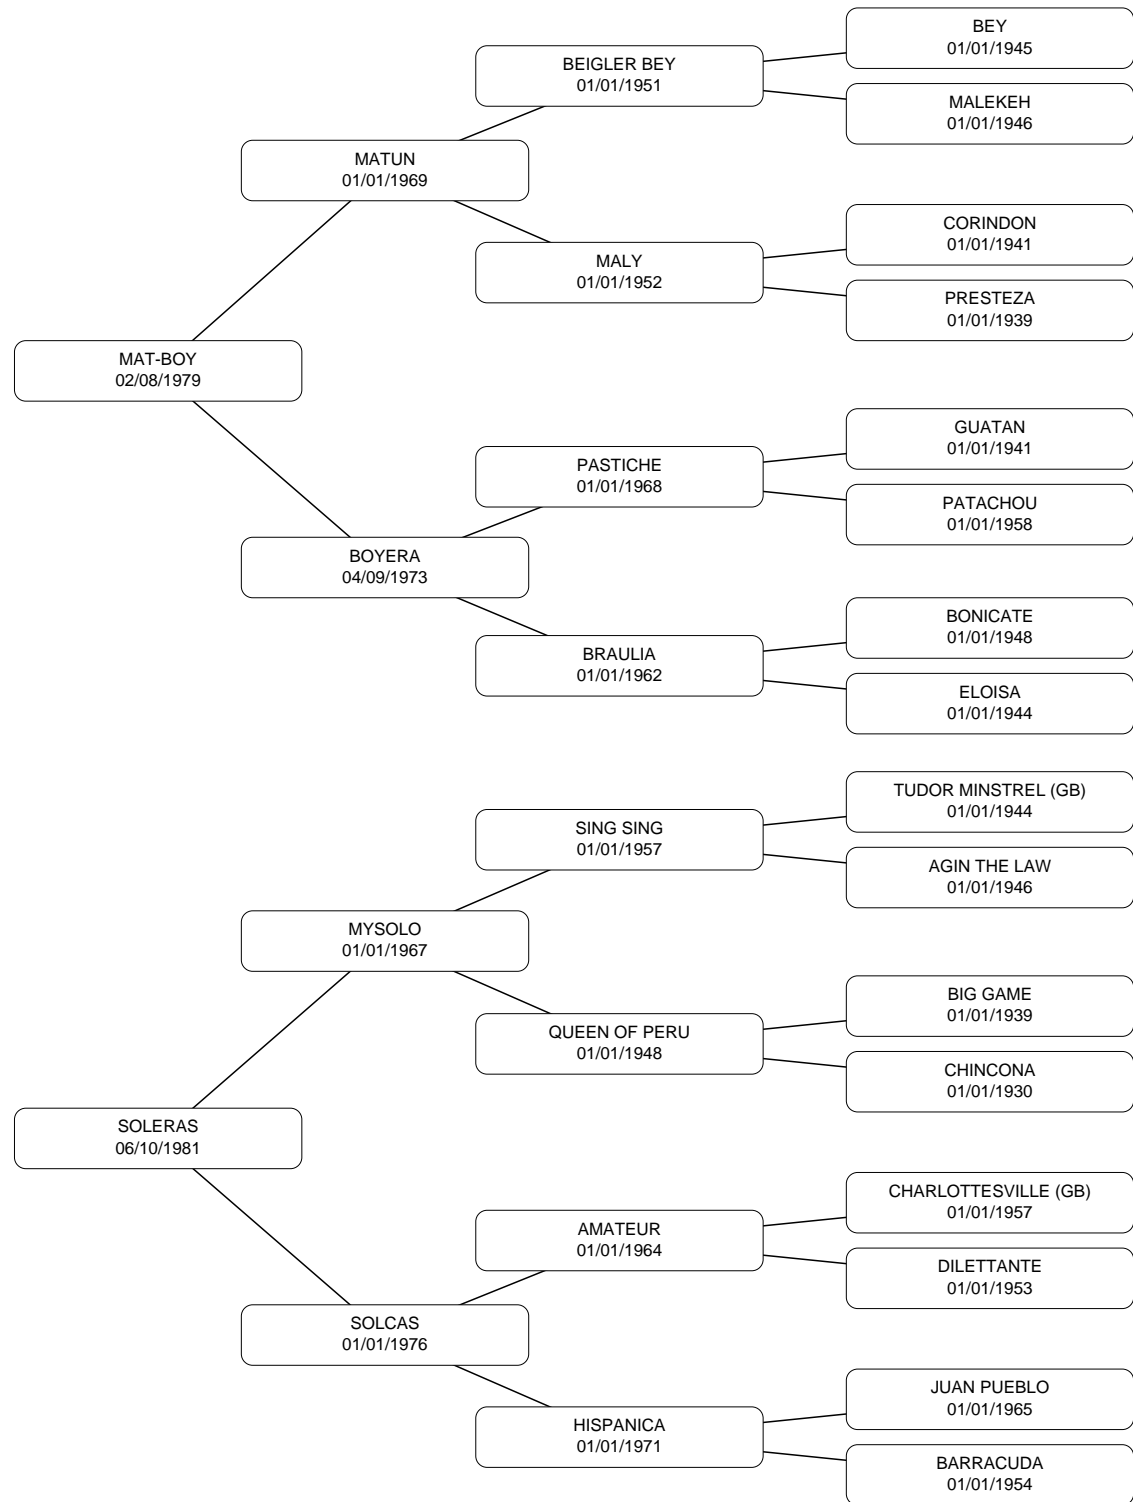 BEY
01/01/1945
BEIGLER BEY
01/01/1951
MALEKEH
01/01/1946
MATUN
01/01/1969
CORINDON
01/01/1941
MALY
01/01/1952
PRESTEZA
01/01/1939
MAT-BOY
02/08/1979
GUATAN
01/01/1941
PASTICHE
01/01/1968
PATACHOU
01/01/1958
BOYERA
04/09/1973
BONICATE
01/01/1948
BRAULIA
01/01/1962
ELOISA
01/01/1944
TUDOR MINSTREL (GB)
01/01/1944
SING SING
01/01/1957
AGIN THE LAW
01/01/1946
MYSOLO
01/01/1967
BIG GAME
01/01/1939
QUEEN OF PERU
01/01/1948
CHINCONA
01/01/1930
SOLERAS
06/10/1981
CHARLOTTESVILLE (GB)
01/01/1957
AMATEUR
01/01/1964
DILETTANTE
01/01/1953
SOLCAS
01/01/1976
JUAN PUEBLO
01/01/1965
HISPANICA
01/01/1971
BARRACUDA
01/01/1954